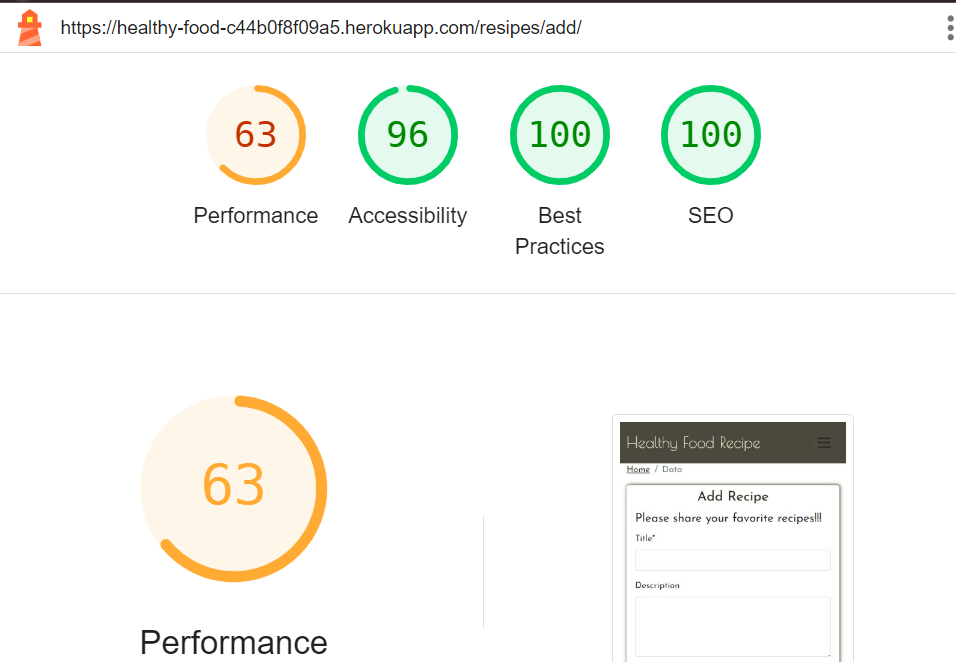 https://healthy-food-c44b0f8f09a5.herokuapp.com/resipes/add/
63 96 100 100
Performance Accessibility Best Practices SEO
63
Performance
Healthy Food Recipe
Home / Data
Add Recipe
Please share your favorite recipes!!!
Title*
Description